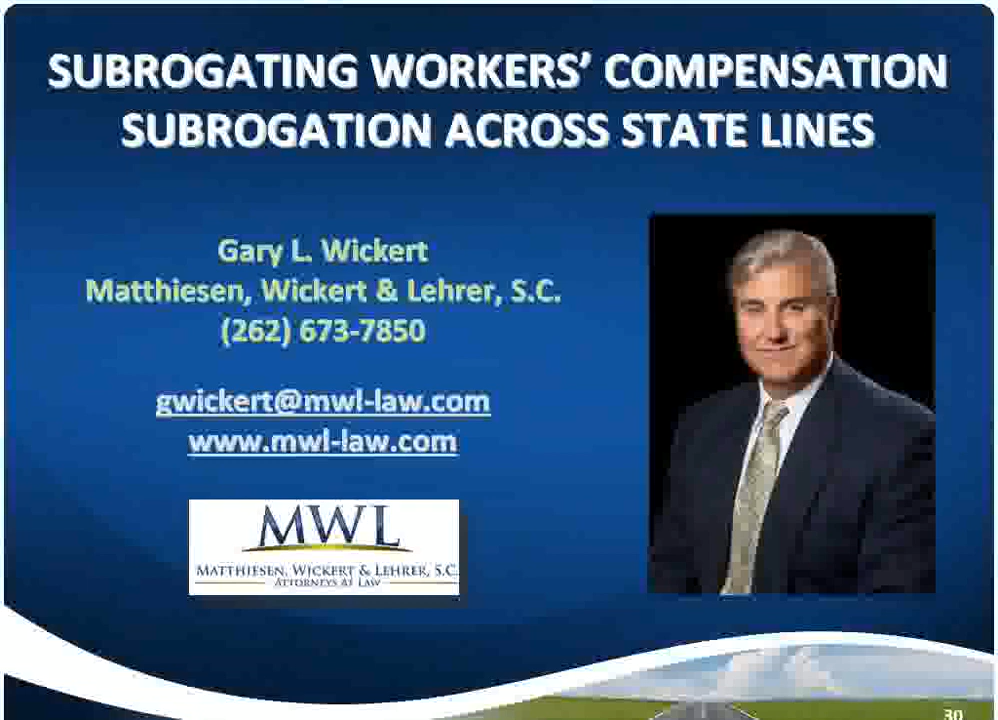 SUBROGATING WORKERS’ COMPENSATION
SUBROGATION ACROSS STATE LINES
Gary L. Wickert
Matthiesen, Wickert & Lehrer, S.C.
(262) 673-7850
gwickert@mwl-law.com
www.mwl-law.com
MWL
MATTHIESEN, WICKERT & LEHRER, S.C.
ATTORNEYS AT LAW
30